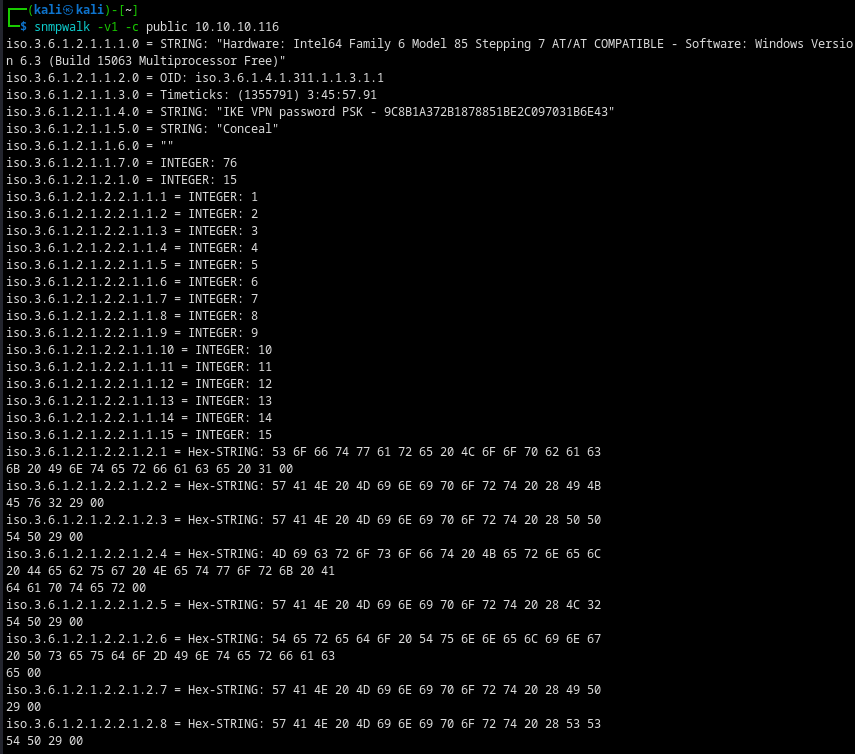 ┌──(kali㉿kali)-[~]
└─$ snmpwalk -v1 -c public 10.10.10.116
iso.3.6.1.2.1.1.1.0 = STRING: "Hardware: Intel64 Family 6 Model 85 Stepping 7 AT/AT COMPATIBLE - Software: Windows Versio
n 6.3 (Build 15063 Multiprocessor Free)"
iso.3.6.1.2.1.1.2.0 = OID: iso.3.6.1.4.1.311.1.1.3.1.1
iso.3.6.1.2.1.1.3.0 = Timeticks: (1355791) 3:45:57.91
iso.3.6.1.2.1.1.4.0 = STRING: "IKE VPN password PSK - 9C8B1A372B1878851BE2C097031B6E43"
iso.3.6.1.2.1.1.5.0 = STRING: "Conceal"
iso.3.6.1.2.1.1.6.0 = ""
iso.3.6.1.2.1.1.7.0 = INTEGER: 76
iso.3.6.1.2.1.2.1.0 = INTEGER: 15
iso.3.6.1.2.1.2.2.1.1.1 = INTEGER: 1
iso.3.6.1.2.1.2.2.1.1.2 = INTEGER: 2
iso.3.6.1.2.1.2.2.1.1.3 = INTEGER: 3
iso.3.6.1.2.1.2.2.1.1.4 = INTEGER: 4
iso.3.6.1.2.1.2.2.1.1.5 = INTEGER: 5
iso.3.6.1.2.1.2.2.1.1.6 = INTEGER: 6
iso.3.6.1.2.1.2.2.1.1.7 = INTEGER: 7
iso.3.6.1.2.1.2.2.1.1.8 = INTEGER: 8
iso.3.6.1.2.1.2.2.1.1.9 = INTEGER: 9
iso.3.6.1.2.1.2.2.1.1.10 = INTEGER: 10
iso.3.6.1.2.1.2.2.1.1.11 = INTEGER: 11
iso.3.6.1.2.1.2.2.1.1.12 = INTEGER: 12
iso.3.6.1.2.1.2.2.1.1.13 = INTEGER: 13
iso.3.6.1.2.1.2.2.1.1.14 = INTEGER: 14
iso.3.6.1.2.1.2.2.1.1.15 = INTEGER: 15
iso.3.6.1.2.1.2.2.1.2.1 = Hex-STRING: 53 6F 66 74 77 61 72 65 20 4C 6F 6F 70 62 61 63
6B 20 49 6E 74 65 72 66 61 63 65 20 31 00
iso.3.6.1.2.1.2.2.1.2.2 = Hex-STRING: 57 41 4E 20 4D 69 6E 69 70 6F 72 74 20 28 49 4B
45 76 32 29 00
iso.3.6.1.2.1.2.2.1.2.3 = Hex-STRING: 57 41 4E 20 4D 69 6E 69 70 6F 72 74 20 28 50 50
54 50 29 00
iso.3.6.1.2.1.2.2.1.2.4 = Hex-STRING: 4D 69 63 72 6F 73 6F 66 74 20 4B 65 72 6E 65 6C
20 44 65 62 75 67 20 4E 65 74 77 6F 72 6B 20 41
64 61 70 74 65 72 00
iso.3.6.1.2.1.2.2.1.2.5 = Hex-STRING: 57 41 4E 20 4D 69 6E 69 70 6F 72 74 20 28 4C 32
54 50 29 00
iso.3.6.1.2.1.2.2.1.2.6 = Hex-STRING: 54 65 72 65 64 6F 20 54 75 6E 6E 65 6C 69 6E 67
20 50 73 65 75 64 6F 2D 49 6E 74 65 72 66 61 63
65 00
iso.3.6.1.2.1.2.2.1.2.7 = Hex-STRING: 57 41 4E 20 4D 69 6E 69 70 6F 72 74 20 28 49 50
29 00
iso.3.6.1.2.1.2.2.1.2.8 = Hex-STRING: 57 41 4E 20 4D 69 6E 69 70 6F 72 74 20 28 53 53
54 50 29 00